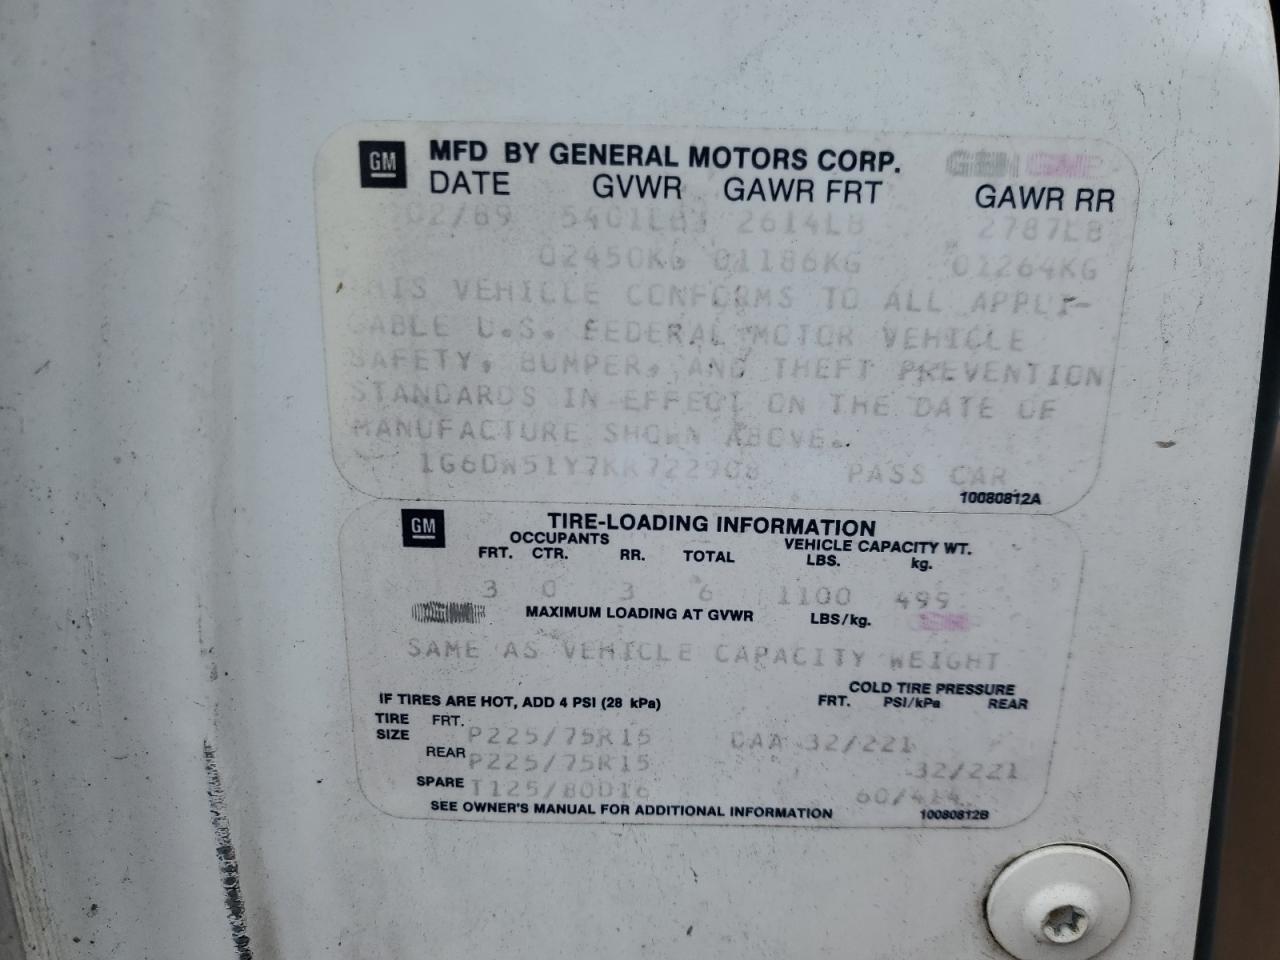 GM MFD BY GENERAL MOTORS CORP.
DATE GVWR GAWR FRT GAWR RR
02/89 5401LB 2614LB 2787LB
02450KG 01186KG 01264KG
THIS VEHICLE CONFORMS TO ALL APPLI-
CABLE U.S. FEDERAL MOTOR VEHICLE
SAFETY, BUMPER, AND THEFT PREVENTION
STANDARDS IN EFFECT ON THE DATE OF
MANUFACTURE SHOWN ABOVE.
1G6DW51Y7KR722908 PASS CAR
10080812A
GM TIRE-LOADING INFORMATION
OCCUPANTS VEHICLE CAPACITY WT.
FRT. CTR. RR. TOTAL LBS. kg.
3 0 3 6 1100 499
MAXIMUM LOADING AT GVWR LBS/kg.
SAME AS VEHICLE CAPACITY WEIGHT
IF TIRES ARE HOT, ADD 4 PSI (28 kPa) COLD TIRE PRESSURE
FRT. PSI/kPa REAR
TIRE SIZE FRT. P225/75R15 DAA 32/221
REAR P225/75R15 32/221
SPARE T125/80D16 60/414
SEE OWNER'S MANUAL FOR ADDITIONAL INFORMATION 10080812B